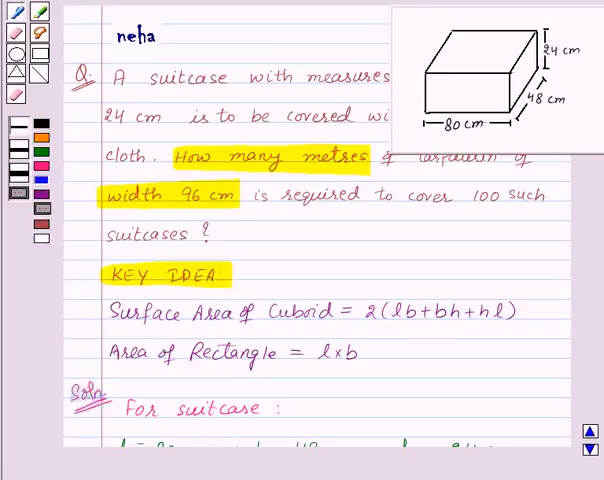 neha
Q. A suitcase with measures
24 cm is to be covered wi
cloth. How many metres of tarpaulin of
width 96 cm is required to cover 100 such
suitcases ?
KEY IDEA:
Surface Area of Cuboid = 2(lb+bh+hl)
Area of Rectangle = l×b
Soln
For suitcase :
24 cm
48 cm
80 cm